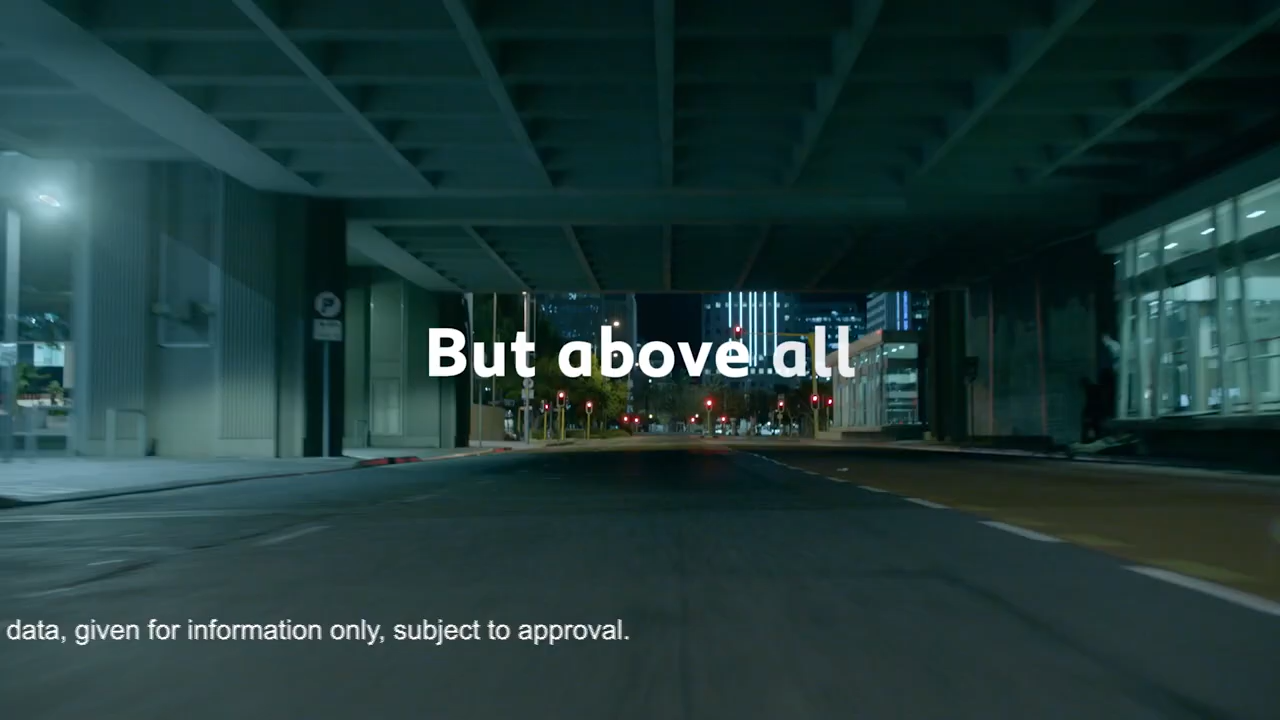 But above all
data, given for information only, subject to approval.